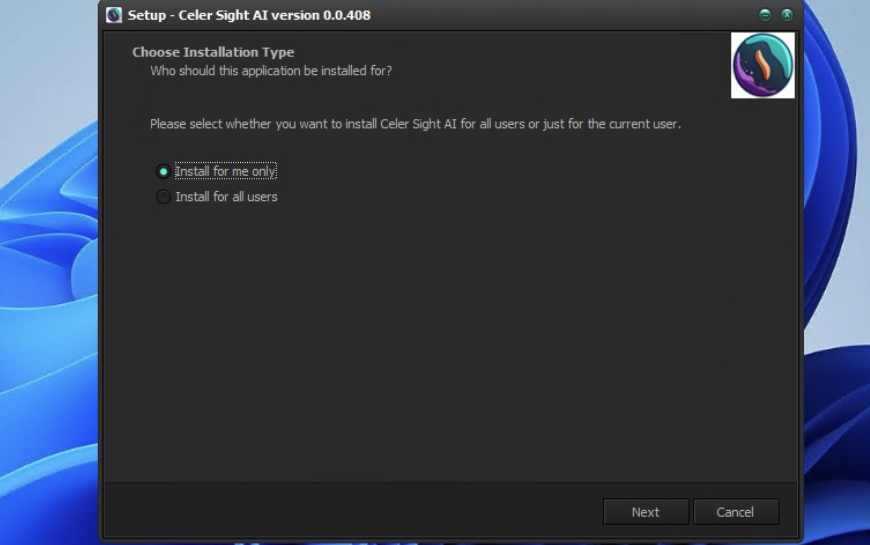 Setup - Celer Sight AI version 0.0.408
Choose Installation Type
Who should this application be installed for?
Please select whether you want to install Celer Sight AI for all users or just for the current user.
Install for me only
Install for all users
Next Cancel